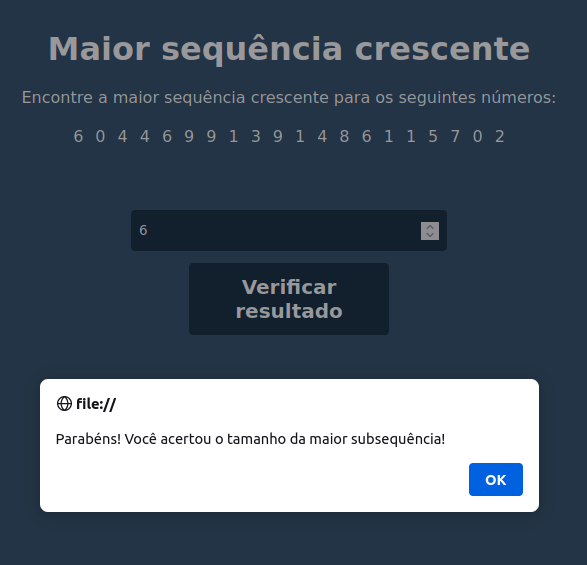 Maior sequência crescente
Encontre a maior sequência crescente para os seguintes números:
6 0 4 4 6 9 9 1 3 9 1 4 8 6 1 1 5 7 0 2
6
Verificar
resultado
file://
Parabéns! Você acertou o tamanho da maior subsequência!
OK